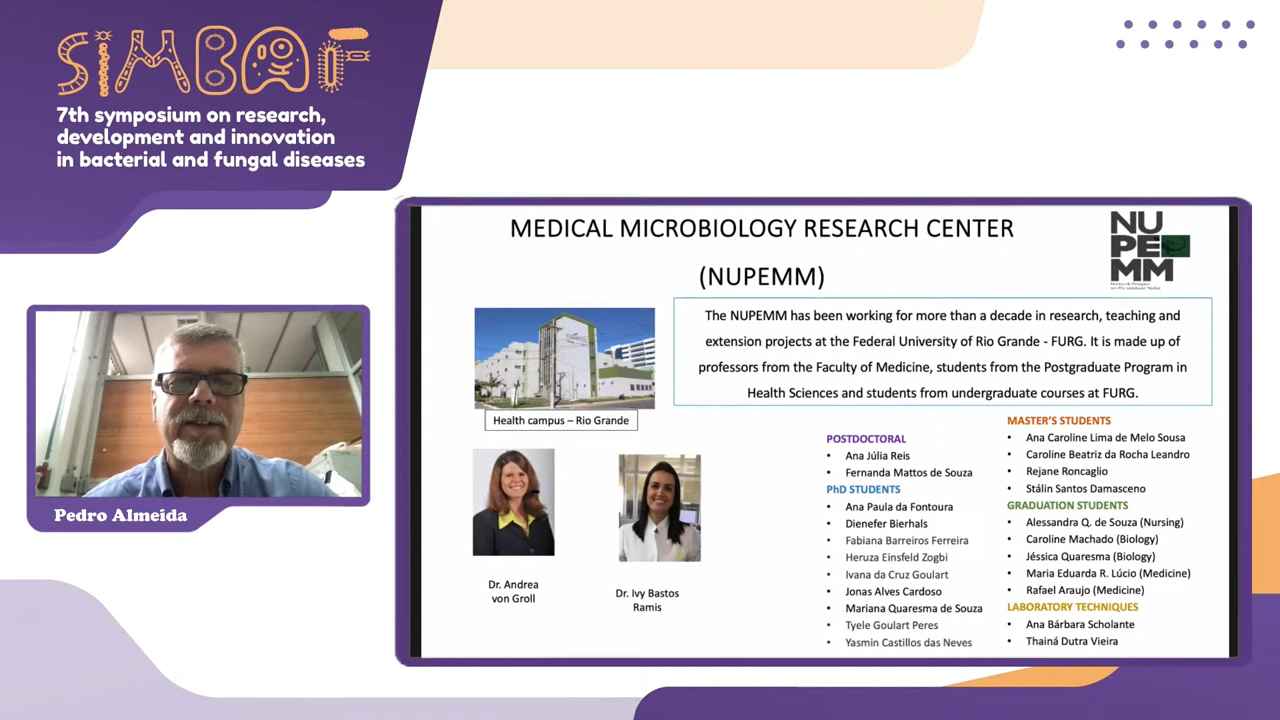 SIMBAF
7th symposium on research,
development and innovation
in bacterial and fungal diseases
Pedro Almeida
MEDICAL MICROBIOLOGY RESEARCH CENTER
(NUPEMM)
NU
PE
MM
The NUPEMM has been working for more than a decade in research, teaching and
extension projects at the Federal University of Rio Grande - FURG. It is made up of
professors from the Faculty of Medicine, students from the Postgraduate Program in
Health Sciences and students from undergraduate courses at FURG.
Health campus – Rio Grande
Dr. Andrea
von Groll
Dr. Ivy Bastos
Ramis
POSTDOCTORAL
• Ana Júlia Reis
• Fernanda Mattos de Souza
PhD STUDENTS
• Ana Paula da Fontoura
• Dienefer Bierhals
• Fabiana Barreiros Ferreira
• Heruza Einsfeld Zogbi
• Ivana da Cruz Goulart
• Jonas Alves Cardoso
• Mariana Quaresma de Souza
• Tyele Goulart Peres
• Yasmin Castillos das Neves
MASTER'S STUDENTS
• Ana Caroline Lima de Melo Sousa
• Caroline Beatriz da Rocha Leandro
• Rejane Roncaglio
• Stálin Santos Damasceno
GRADUATION STUDENTS
• Alessandra Q. de Souza (Nursing)
• Caroline Machado (Biology)
• Jéssica Quaresma (Biology)
• Maria Eduarda R. Lúcio (Medicine)
• Rafael Araujo (Medicine)
LABORATORY TECHNIQUES
• Ana Bárbara Scholante
• Thainá Dutra Vieira